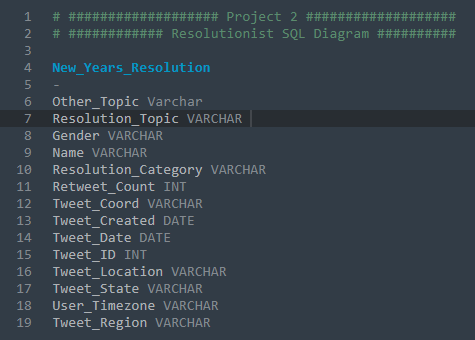 1 # ################### Project 2 ###################
2 # ############ Resolutionist SQL Diagram ##########
3
4 New_Years_Resolution
5 -
6 Other_Topic Varchar
7 Resolution_Topic VARCHAR
8 Gender VARCHAR
9 Name VARCHAR
10 Resolution_Category VARCHAR
11 Retweet_Count INT
12 Tweet_Coord VARCHAR
13 Tweet_Created DATE
14 Tweet_Date DATE
15 Tweet_ID INT
16 Tweet_Location VARCHAR
17 Tweet_State VARCHAR
18 User_Timezone VARCHAR
19 Tweet_Region VARCHAR